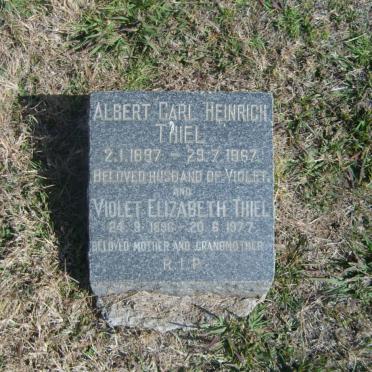 ALBERT CARL HEINRICH
THIEL
2.1.1897 – 29.7.1967
BELOVED HUSBAND OF VIOLET
AND
VIOLET ELIZABETH THIEL
24.9.1896 – 20.6.1977
BELOVED MOTHER AND GRANDMOTHER
R.I.P.